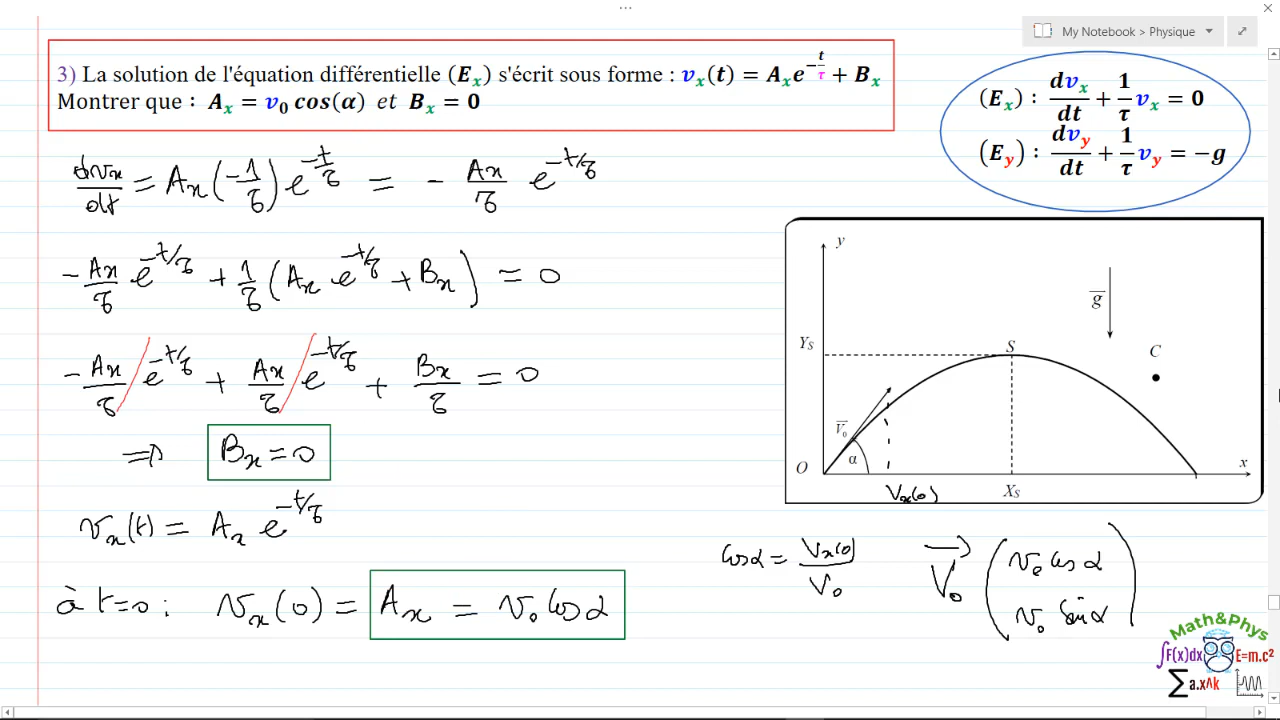 My Notebook > Physique
3) La solution de l'équation différentielle (Eₓ) s'écrit sous forme : vₓ(t) = Aₓe^(-t/τ) + Bₓ
Montrer que : Aₓ = v₀ cos(α) et Bₓ = 0
(Eₓ) : dvₓ/dt + 1/τ vₓ = 0
(E_y) : dv_y/dt + 1/τ v_y = -g
dvₓ/dt = Aₓ(-1/τ) e^(-t/τ) = - Aₓ/τ e^(-t/τ)
- Aₓ/τ e^(-t/τ) + 1/τ (Aₓ e^(-t/τ) + Bₓ) = 0
- Aₓ/τ e^(-t/τ) + Aₓ/τ e^(-t/τ) + Bₓ/τ = 0
⇒ Bₓ = 0
vₓ(t) = Aₓ e^(-t/τ)
à t=0 : vₓ(0) = Aₓ = v₀ cos α
y
g
Y_S
S
C
V₀
α
O
x
Vₓ(0)
X_S
cos α = Vₓ(0)/V₀
V₀ (v₀ cos α
v₀ sin α)
Math&Phys
∫F(x)dx E=m.c²
∑ a.x^k